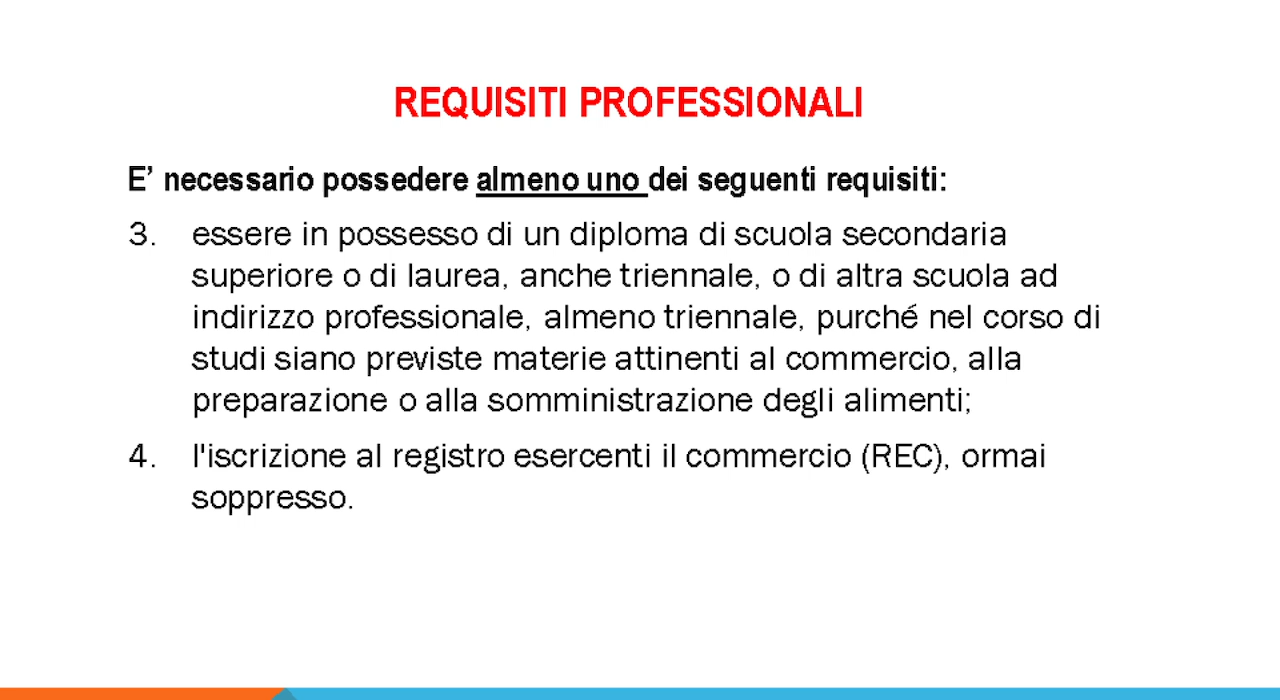 REQUISITI PROFESSIONALI
E’ necessario possedere almeno uno dei seguenti requisiti:
3. essere in possesso di un diploma di scuola secondaria
superiore o di laurea, anche triennale, o di altra scuola ad
indirizzo professionale, almeno triennale, purché nel corso di
studi siano previste materie attinenti al commercio, alla
preparazione o alla somministrazione degli alimenti;
4. l'iscrizione al registro esercenti il commercio (REC), ormai
soppresso.